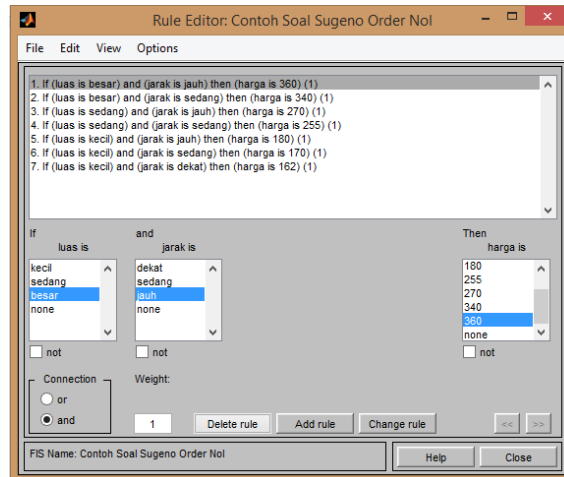 Rule Editor: Contoh Soal Sugeno Order Nol
File Edit View Options
1. If (luas is besar) and (jarak is jauh) then (harga is 360) (1)
2. If (luas is besar) and (jarak is sedang) then (harga is 340) (1)
3. If (luas is sedang) and (jarak is jauh) then (harga is 270) (1)
4. If (luas is sedang) and (jarak is sedang) then (harga is 255) (1)
5. If (luas is kecil) and (jarak is jauh) then (harga is 180) (1)
6. If (luas is kecil) and (jarak is sedang) then (harga is 170) (1)
7. If (luas is kecil) and (jarak is dekat) then (harga is 162) (1)
If and Then
luas is jarak is harga is
kecil dekat 180
sedang sedang 255
besar jauh 270
none none 340
360
none
not not not
Connection Weight:
or
and 1 Delete rule Add rule Change rule << >>
FIS Name: Contoh Soal Sugeno Order Nol Help Close